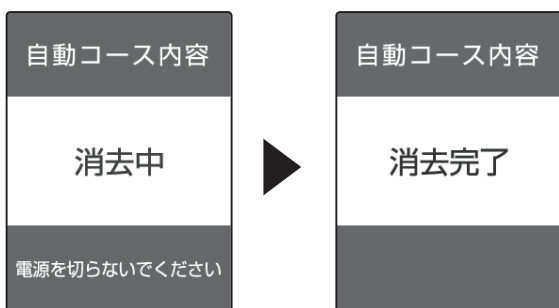 自動コース内容
消去中
電源を切らないでください
自動コース内容
消去完了